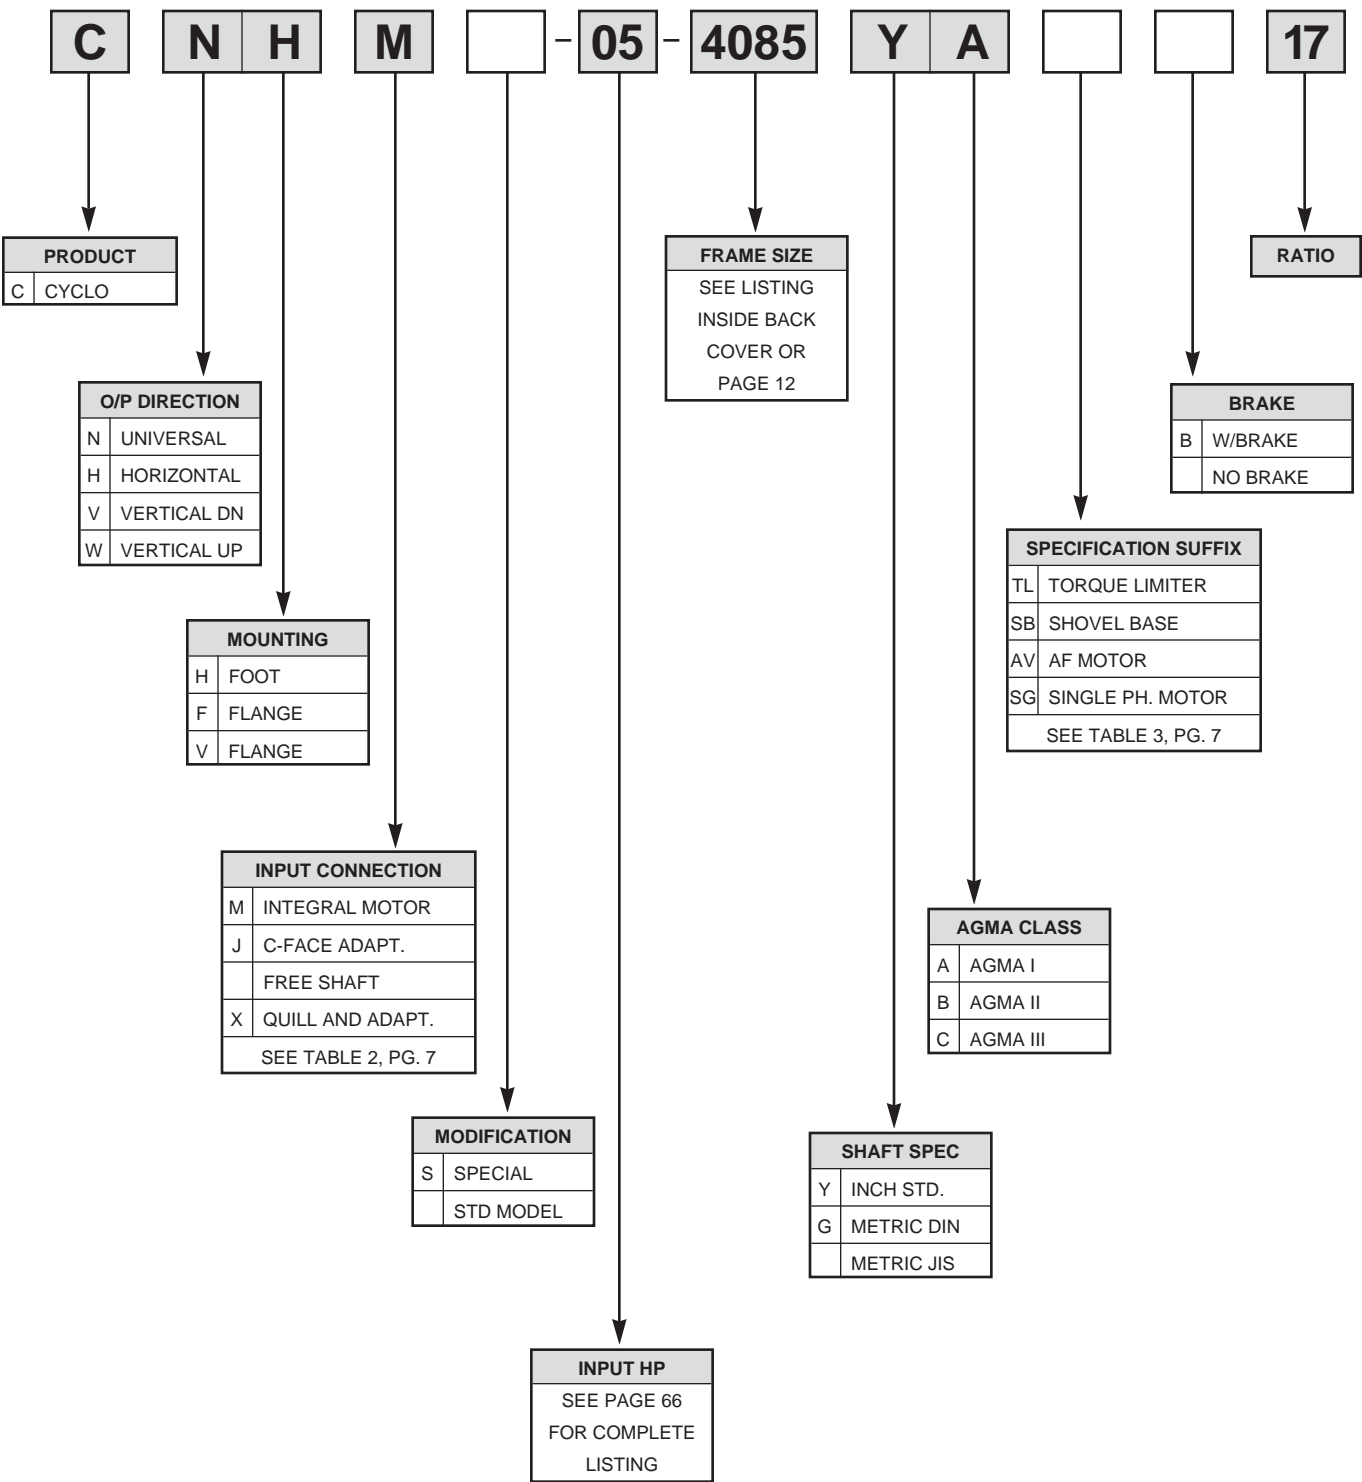 C N H M – 05 – 4085 Y A 17
PRODUCT
C CYCLO
FRAME SIZE
SEE LISTING
INSIDE BACK
COVER OR
PAGE 12
RATIO
O/P DIRECTION
N UNIVERSAL
H HORIZONTAL
V VERTICAL DN
W VERTICAL UP
BRAKE
B W/BRAKE
NO BRAKE
SPECIFICATION SUFFIX
TL TORQUE LIMITER
SB SHOVEL BASE
AV AF MOTOR
SG SINGLE PH. MOTOR
SEE TABLE 3, PG. 7
MOUNTING
H FOOT
F FLANGE
V FLANGE
INPUT CONNECTION
M INTEGRAL MOTOR
J C-FACE ADAPT.
FREE SHAFT
X QUILL AND ADAPT.
SEE TABLE 2, PG. 7
AGMA CLASS
A AGMA I
B AGMA II
C AGMA III
MODIFICATION
S SPECIAL
STD MODEL
SHAFT SPEC
Y INCH STD.
G METRIC DIN
METRIC JIS
INPUT HP
SEE PAGE 66
FOR COMPLETE
LISTING